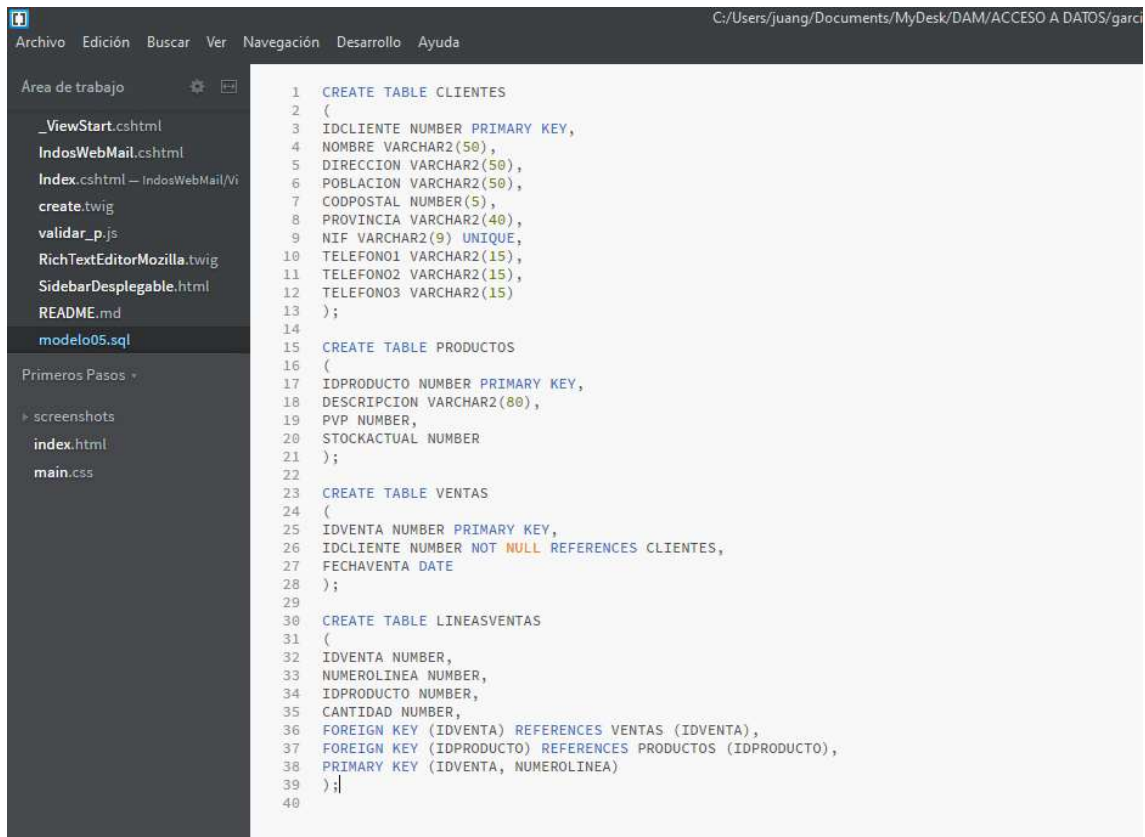 C:/Users/juang/Documents/MyDesk/DAM/ACCESO A DATOS/garci
Archivo Edición Buscar Ver Navegación Desarrollo Ayuda
Área de trabajo
_ViewStart.cshtml
IndosWebMail.cshtml
Index.cshtml — IndosWebMail/Vi
create.twig
validar_p.js
RichTextEditorMozilla.twig
SidebarDesplegable.html
README.md
modelo05.sql
Primeros Pasos
screenshots
index.html
main.css
1 CREATE TABLE CLIENTES
2 (
3 IDCLIENTE NUMBER PRIMARY KEY,
4 NOMBRE VARCHAR2(50),
5 DIRECCION VARCHAR2(50),
6 POBLACION VARCHAR2(50),
7 CODPOSTAL NUMBER(5),
8 PROVINCIA VARCHAR2(40),
9 NIF VARCHAR2(9) UNIQUE,
10 TELEFONO1 VARCHAR2(15),
11 TELEFONO2 VARCHAR2(15),
12 TELEFONO3 VARCHAR2(15)
13 );
14
15 CREATE TABLE PRODUCTOS
16 (
17 IDPRODUCTO NUMBER PRIMARY KEY,
18 DESCRIPCION VARCHAR2(80),
19 PVP NUMBER,
20 STOCKACTUAL NUMBER
21 );
22
23 CREATE TABLE VENTAS
24 (
25 IDVENTA NUMBER PRIMARY KEY,
26 IDCLIENTE NUMBER NOT NULL REFERENCES CLIENTES,
27 FECHAVENTA DATE
28 );
29
30 CREATE TABLE LINEASVENTAS
31 (
32 IDVENTA NUMBER,
33 NUMEROLINEA NUMBER,
34 IDPRODUCTO NUMBER,
35 CANTIDAD NUMBER,
36 FOREIGN KEY (IDVENTA) REFERENCES VENTAS (IDVENTA),
37 FOREIGN KEY (IDPRODUCTO) REFERENCES PRODUCTOS (IDPRODUCTO),
38 PRIMARY KEY (IDVENTA, NUMEROLINEA)
39 );
40